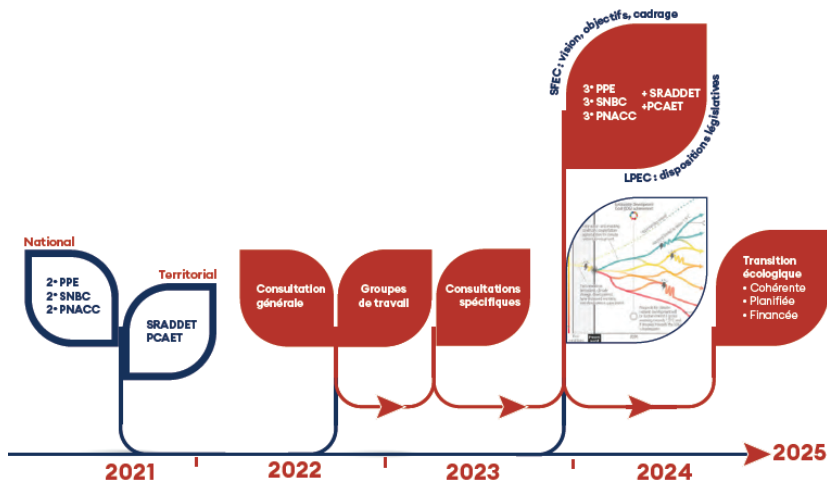 SFEC : vision, objectifs, cadrage
3ᵉ PPE
3ᵉ SNBC
3ᵉ PNACC
+ SRADDET
+PCAET
LPEC : dispositions législatives
National
2ᵉ PPE
2ᵉ SNBC
2ᵉ PNACC
Territorial
SRADDET
PCAET
Consultation
générale
Groupes
de travail
Consultations
spécifiques
Transition
écologique
• Cohérente
• Planifiée
• Financée
2021
2022
2023
2024
2025